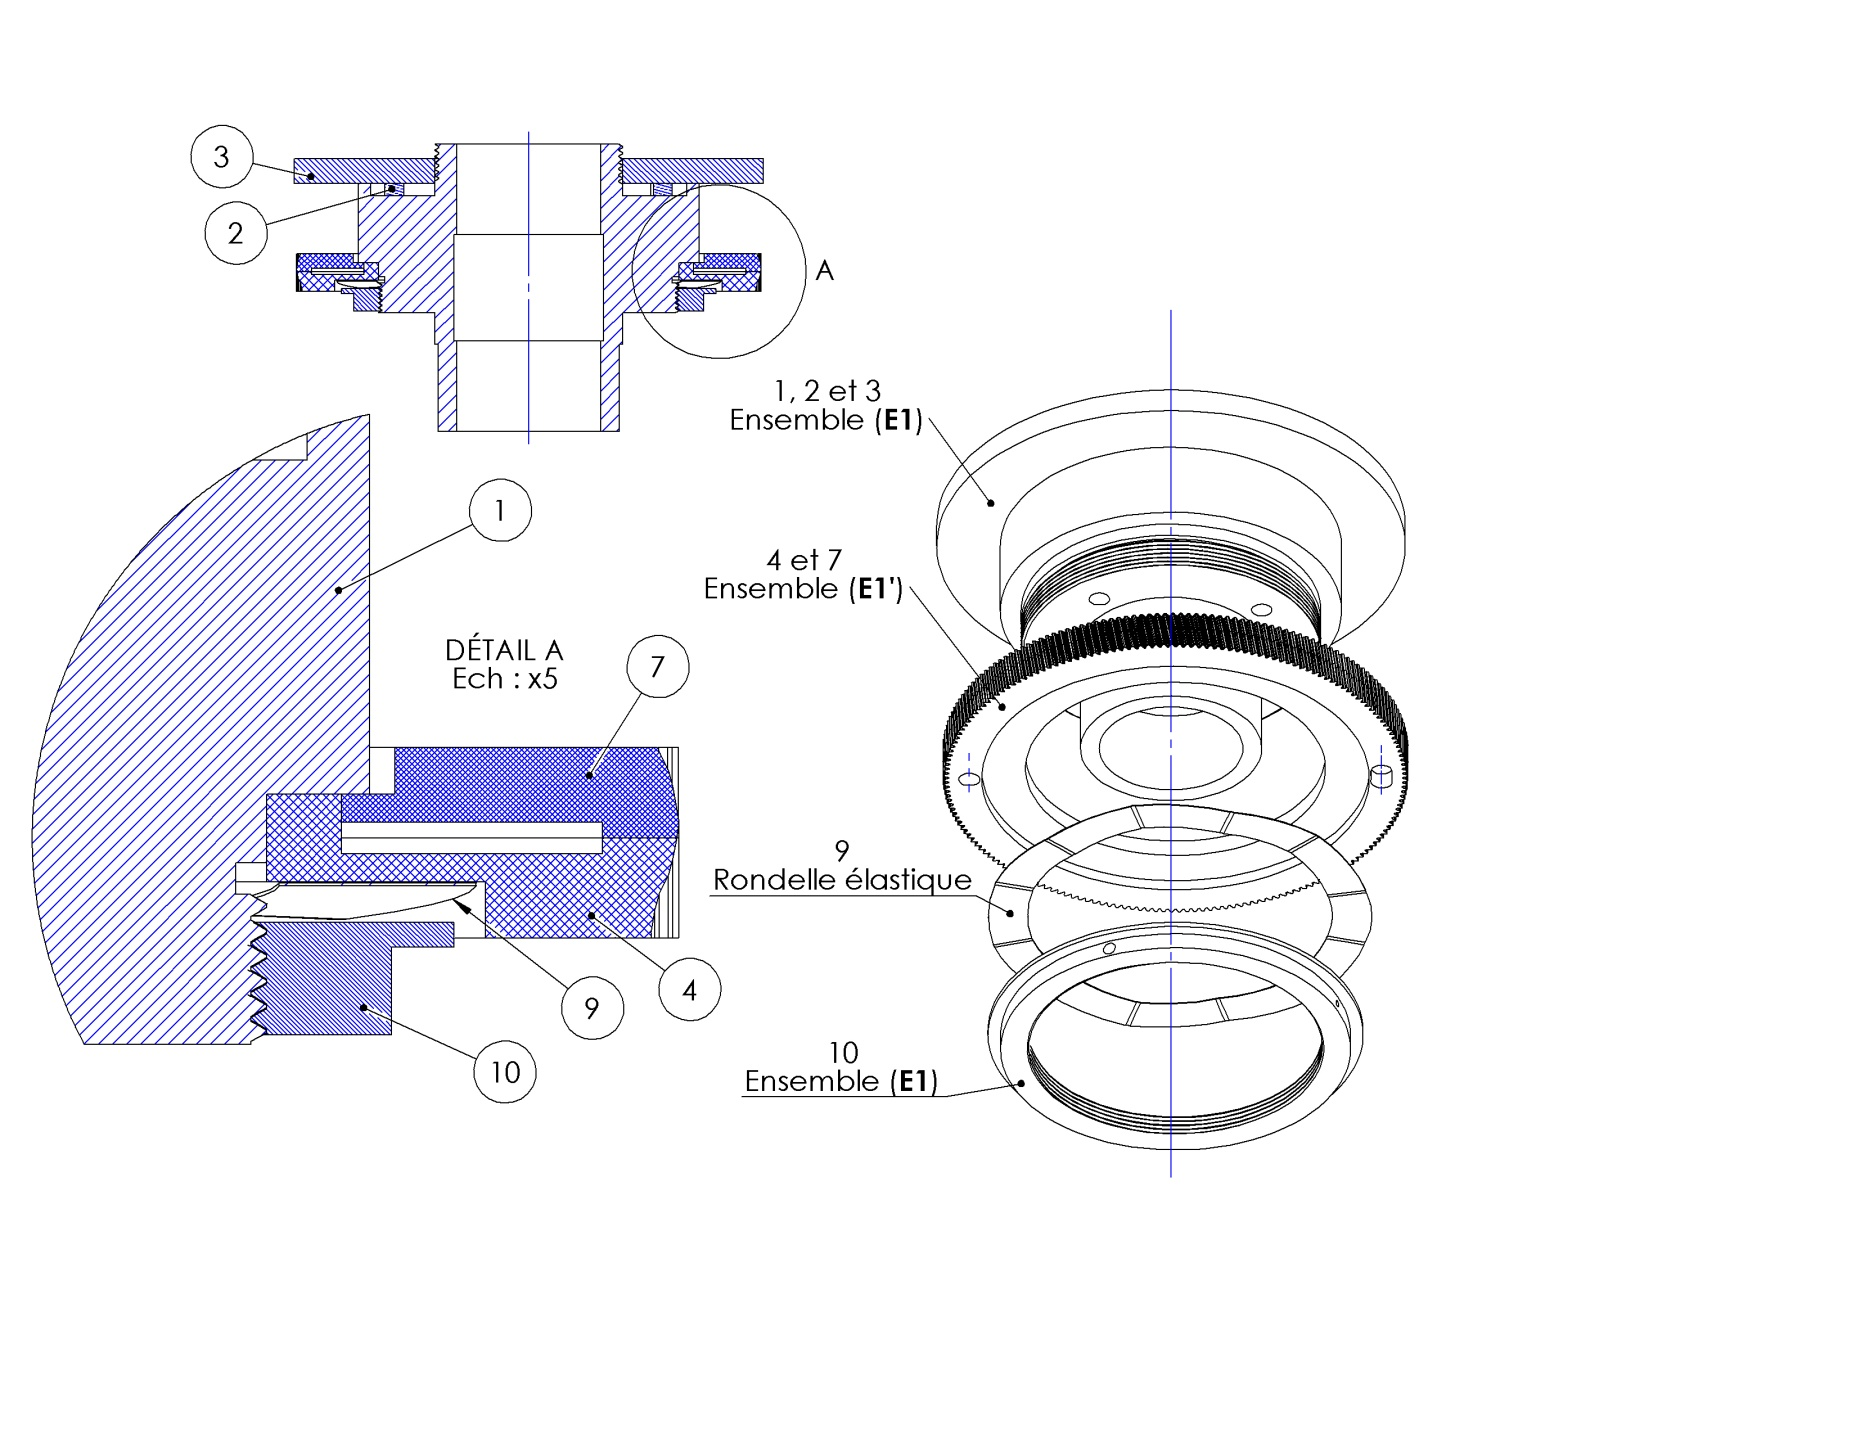 3
2
A
1, 2 et 3
Ensemble (E1)
1
4 et 7
Ensemble (E1')
DÉTAIL A
Ech : x5
7
9
Rondelle élastique
4
9
10
10
Ensemble (E1)